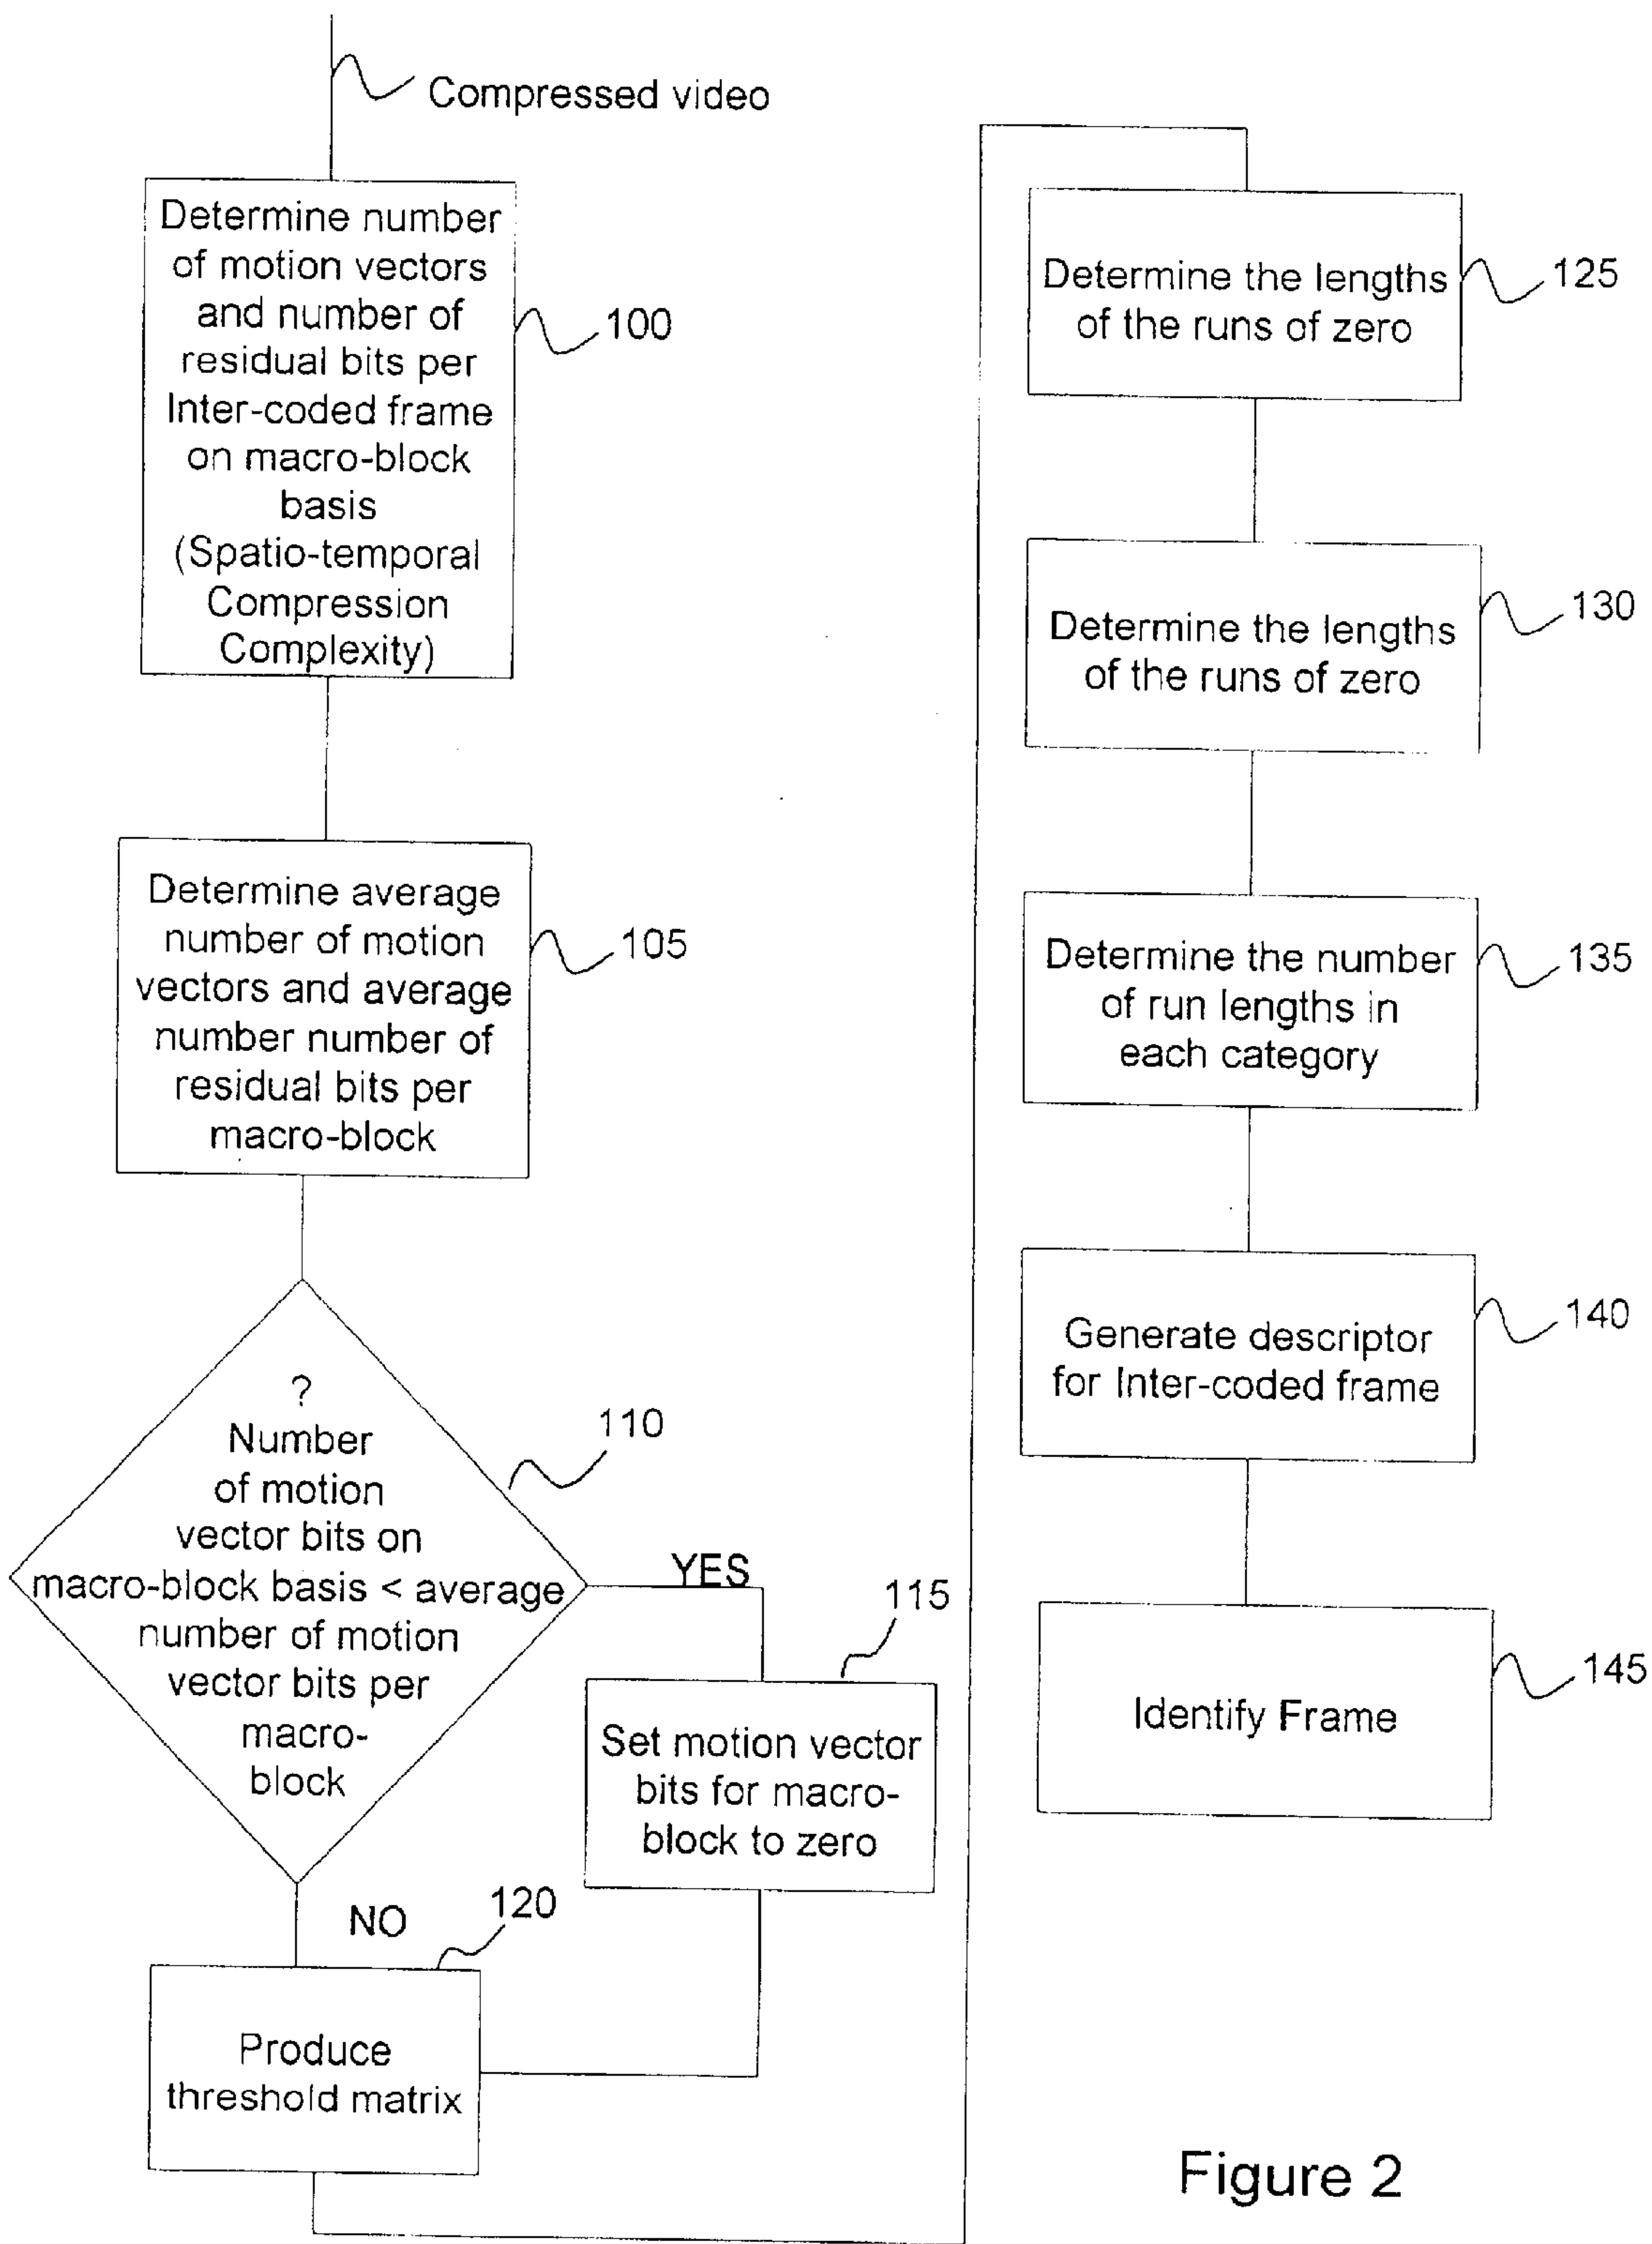 Compressed video
Determine number
of motion vectors
and number of
residual bits per
Inter-coded frame
on macro-block
basis
(Spatio-temporal
Compression
Complexity)
100
Determine average
number of motion
vectors and average
number number of
residual bits per
macro-block
105
?
Number
of motion
vector bits on
macro-block basis < average
number of motion
vector bits per
macro-
block
110
YES
115
Set motion vector
bits for macro-
block to zero
NO
120
Produce
threshold matrix
Determine the lengths
of the runs of zero
125
Determine the lengths
of the runs of zero
130
Determine the number
of run lengths in
each category
135
Generate descriptor
for Inter-coded frame
140
Identify Frame
145
Figure 2